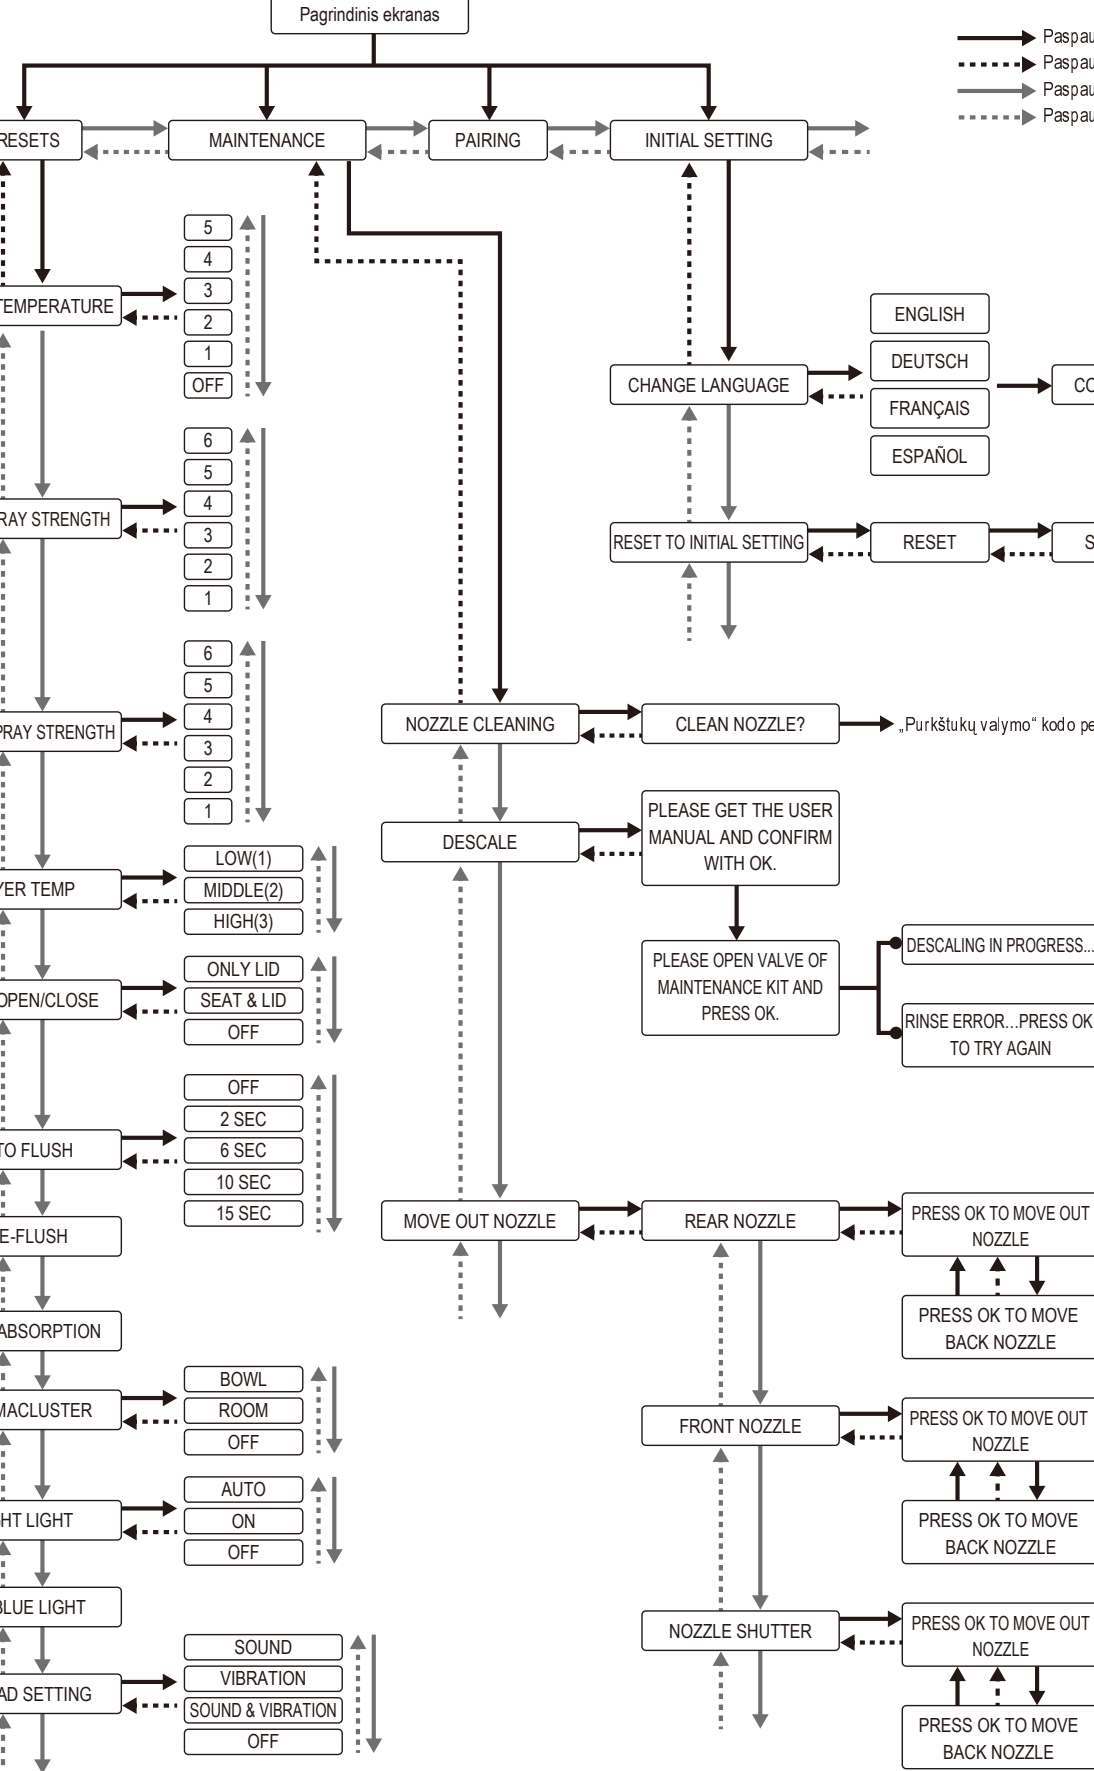 Pagrindinis ekranas
Paspau
Paspau
Paspau
Paspau
RESETS
MAINTENANCE
PAIRING
INITIAL SETTING
TEMPERATURE
5
4
3
2
1
OFF
RAY STRENGTH
6
5
4
3
2
1
PRAY STRENGTH
6
5
4
3
2
1
YER TEMP
LOW(1)
MIDDLE(2)
HIGH(3)
OPEN/CLOSE
ONLY LID
SEAT & LID
OFF
TO FLUSH
OFF
2 SEC
6 SEC
10 SEC
15 SEC
E-FLUSH
ABSORPTION
MACLUSTER
BOWL
ROOM
OFF
GHT LIGHT
AUTO
ON
OFF
BLUE LIGHT
AD SETTING
SOUND
VIBRATION
SOUND & VIBRATION
OFF
CHANGE LANGUAGE
ENGLISH
DEUTSCH
FRANÇAIS
ESPAÑOL
CO
RESET TO INITIAL SETTING
RESET
S
NOZZLE CLEANING
CLEAN NOZZLE?
„Purkštukų valymo“ kodo pe
DESCALE
PLEASE GET THE USER
MANUAL AND CONFIRM
WITH OK.
PLEASE OPEN VALVE OF
MAINTENANCE KIT AND
PRESS OK.
DESCALING IN PROGRESS...
RINSE ERROR...PRESS OK
TO TRY AGAIN
MOVE OUT NOZZLE
REAR NOZZLE
PRESS OK TO MOVE OUT
NOZZLE
PRESS OK TO MOVE
BACK NOZZLE
FRONT NOZZLE
PRESS OK TO MOVE OUT
NOZZLE
PRESS OK TO MOVE
BACK NOZZLE
NOZZLE SHUTTER
PRESS OK TO MOVE OUT
NOZZLE
PRESS OK TO MOVE
BACK NOZZLE